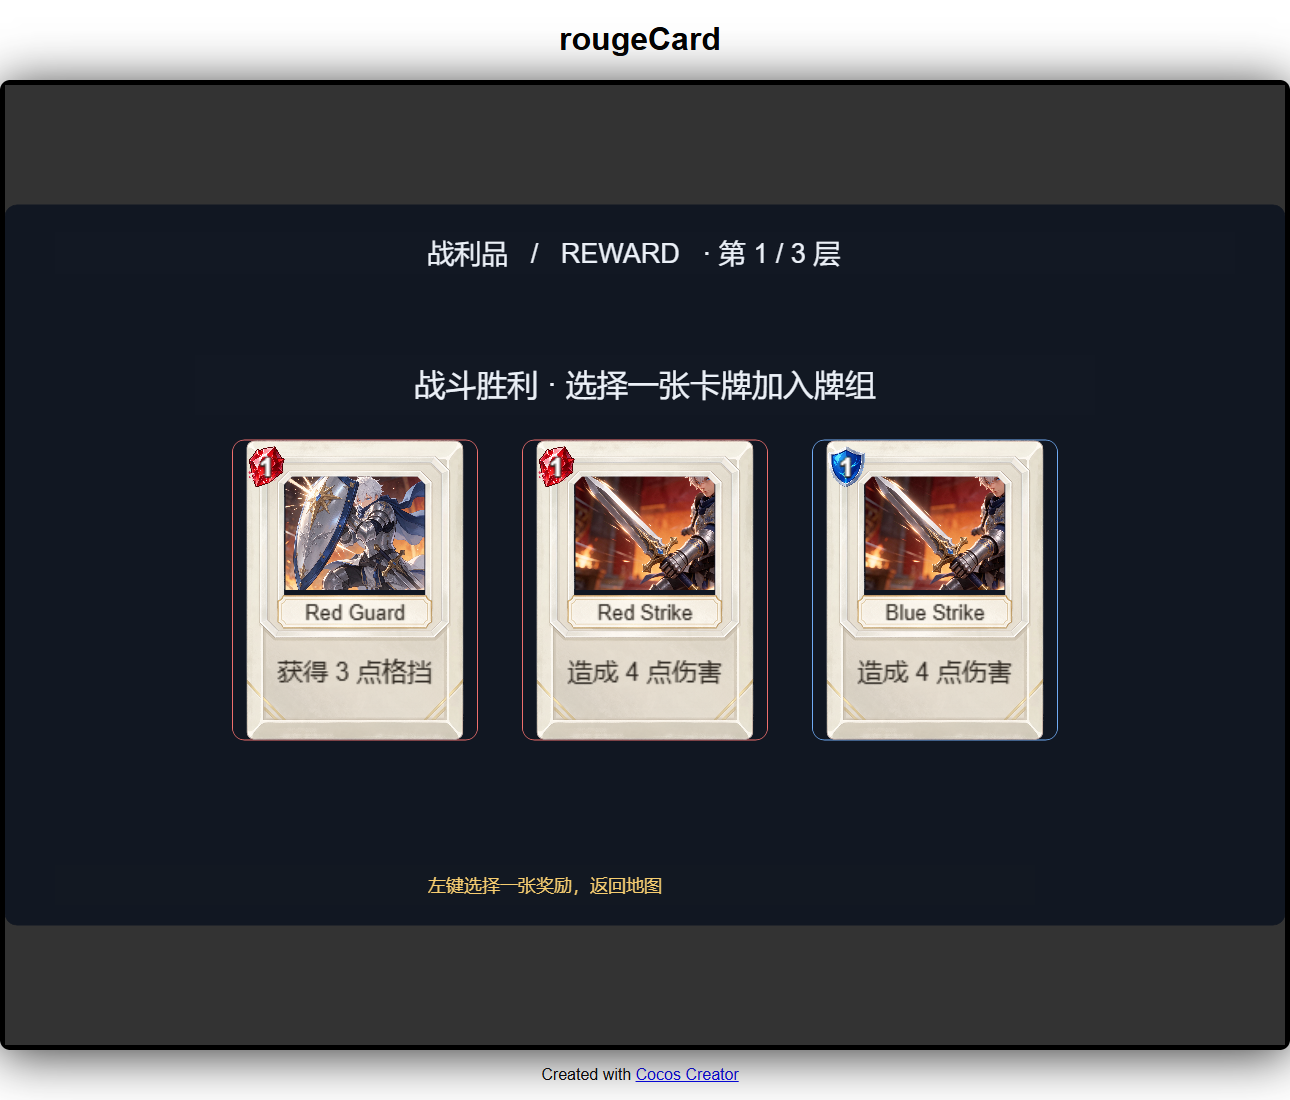 rougeCard
战利品 / REWARD · 第 1 / 3 层
战斗胜利 · 选择一张卡牌加入牌组
1
Red Guard
获得 3 点格挡
1
Red Strike
造成 4 点伤害
1
Blue Strike
造成 4 点伤害
左键选择一张奖励，返回地图
Created with Cocos Creator